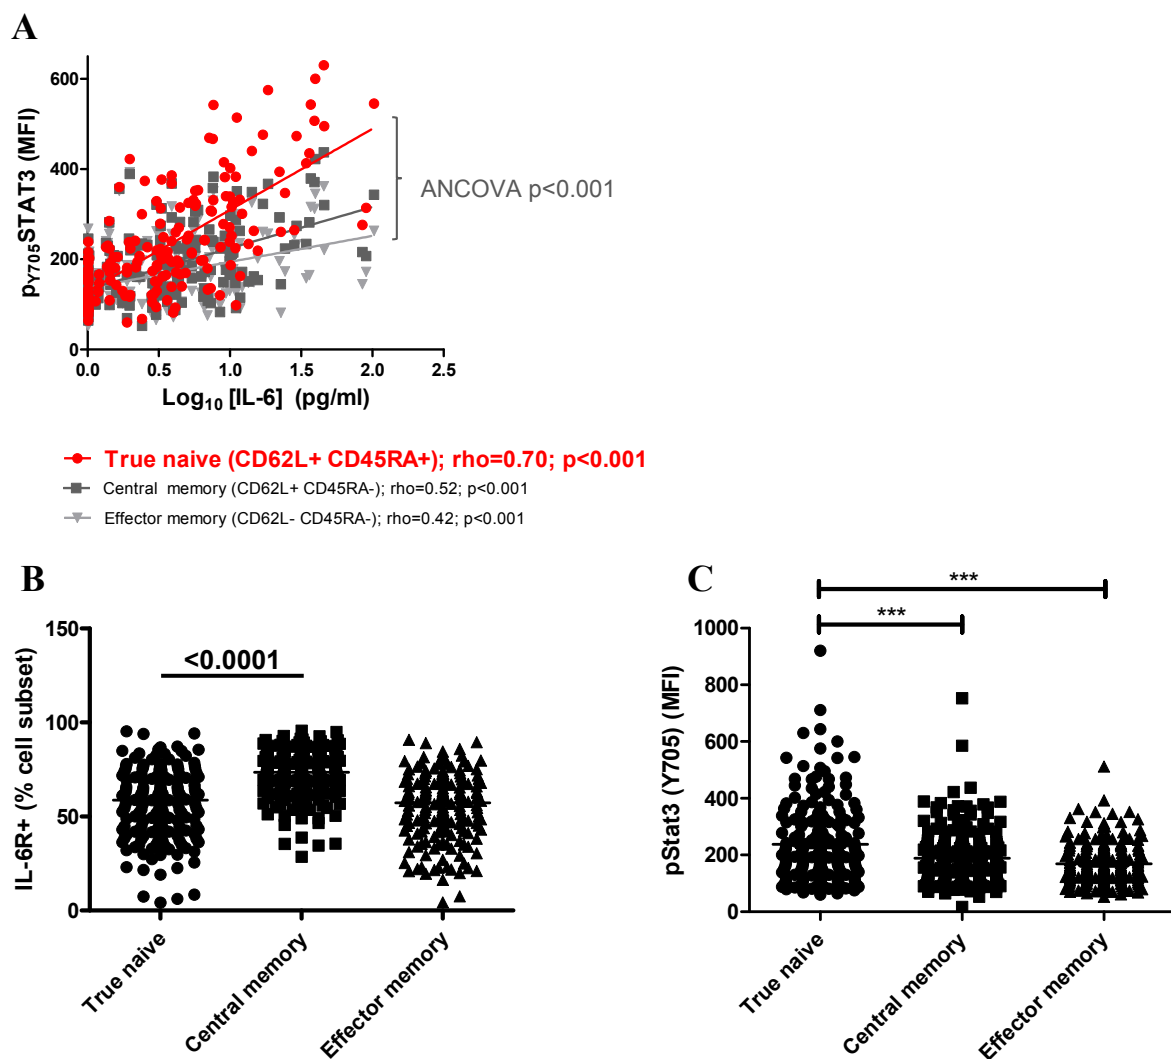 A
pY705STAT3 (MFI)
600
400
200
0
0.0 0.5 1.0 1.5 2.0 2.5
Log10 [IL-6] (pg/ml)
ANCOVA p<0.001
True naive (CD62L+ CD45RA+); rho=0.70; p<0.001
Central memory (CD62L+ CD45RA-); rho=0.52; p<0.001
Effector memory (CD62L- CD45RA-); rho=0.42; p<0.001
B
IL-6R+ (% cell subset)
150
100
50
0
<0.0001
True naive
Central memory
Effector memory
C
pStat3 (Y705) (MFI)
1000
800
600
400
200
0
***
***
True naive
Central memory
Effector memory